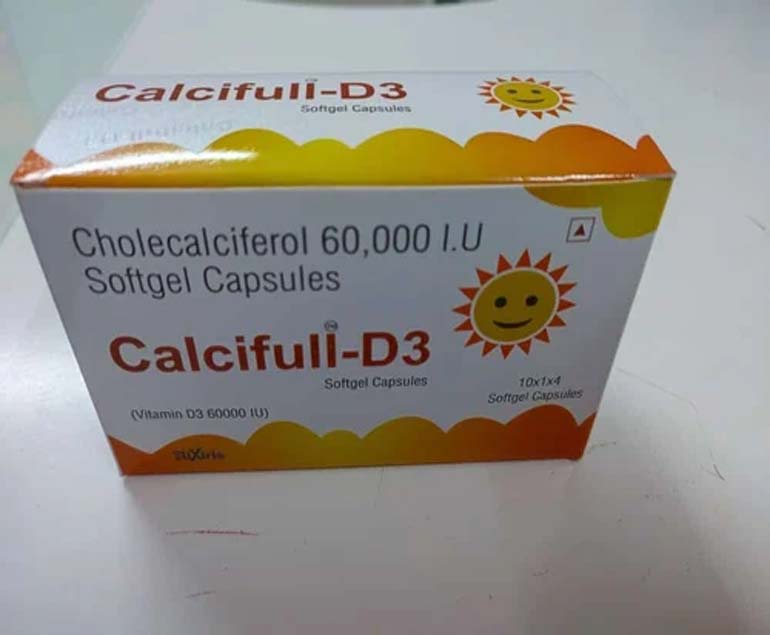 Calcifull-D3
Softgel Capsules
Cholecalciferol 60,000 I.U
Softgel Capsules
Calcifull-D3
Softgel Capsules
10x1x4
Softgel Capsules
(Vitamin D3 60000 IU)